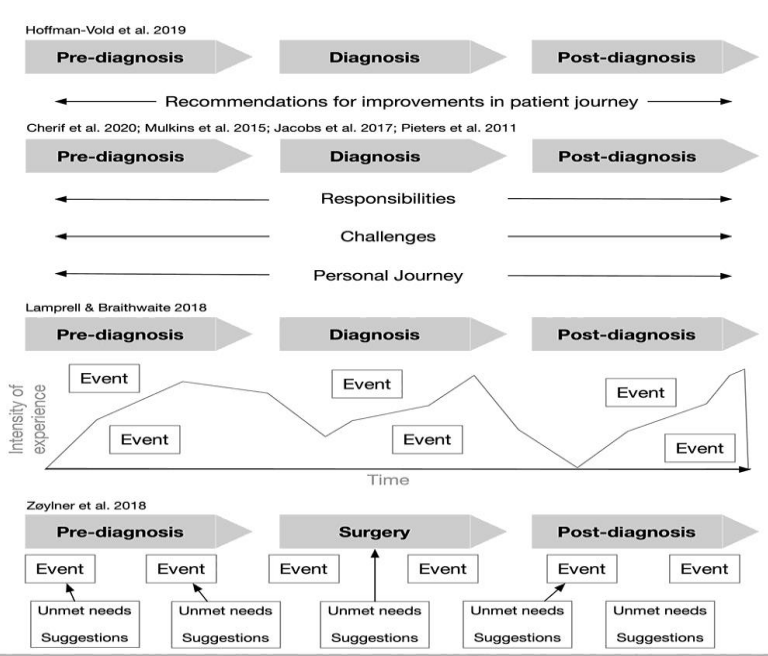 Hoffman-Vold et al. 2019
Pre-diagnosis Diagnosis Post-diagnosis
Recommendations for improvements in patient journey
Cherif et al. 2020; Mulkins et al. 2015; Jacobs et al. 2017; Pieters et al. 2011
Pre-diagnosis Diagnosis Post-diagnosis
Responsibilities
Challenges
Personal Journey
Lamprell & Braithwaite 2018
Pre-diagnosis Diagnosis Post-diagnosis
Intensity of
experience
Event Event Event
Event Event Event
Time
Zøylner et al. 2018
Pre-diagnosis Surgery Post-diagnosis
Event Event Event Event Event Event
Unmet needs Unmet needs Unmet needs Unmet needs Unmet needs
Suggestions Suggestions Suggestions Suggestions Suggestions